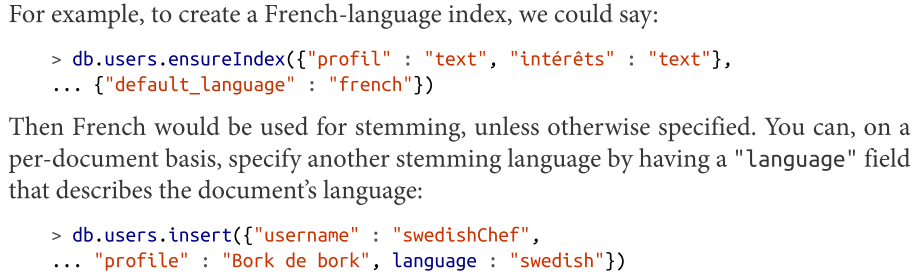 For example, to create a French-language index, we could say:
> db.users.ensureIndex({"profil" : "text", "intérêts" : "text"},
... {"default_language" : "french"})
Then French would be used for stemming, unless otherwise specified. You can, on a
per-document basis, specify another stemming language by having a "language" field
that describes the document’s language:
> db.users.insert({"username" : "swedishChef",
... "profile" : "Bork de bork", language : "swedish"})